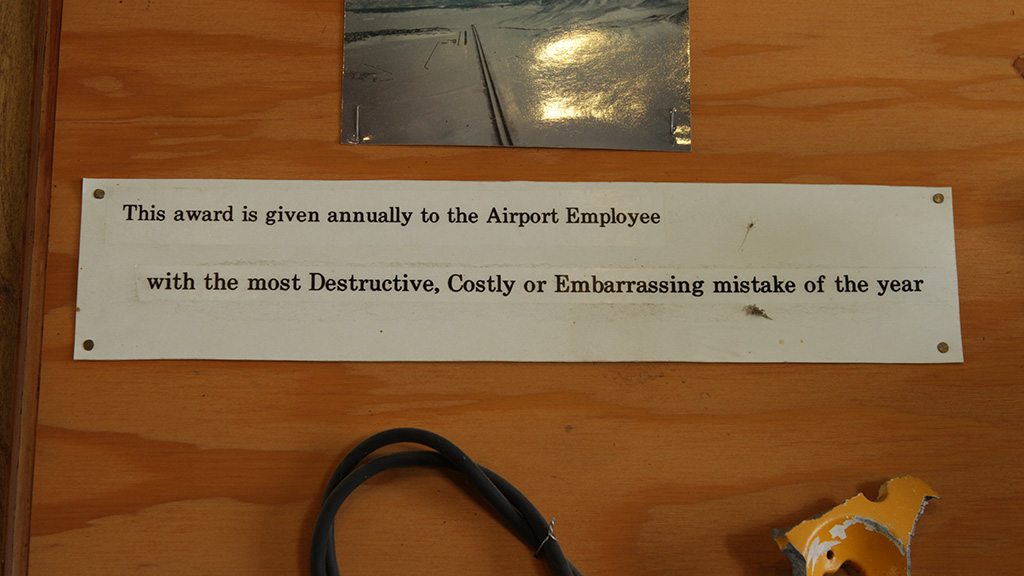 This award is given annually to the Airport Employee
with the most Destructive, Costly or Embarrassing mistake of the year